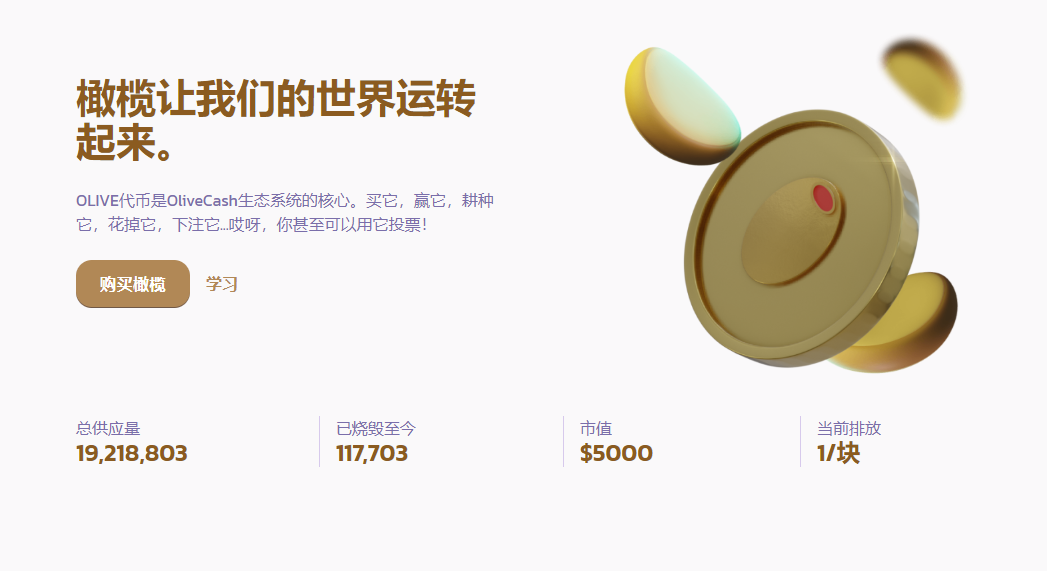 橄榄让我们的世界运转
起来。
OLIVE代币是OliveCash生态系统的核心。买它，赢它，耕种
它，花掉它，下注它...哎呀，你甚至可以用它投票！
购买橄榄 学习
总供应量 已烧毁至今 市值 当前排放
19,218,803 117,703 $5000 1/块